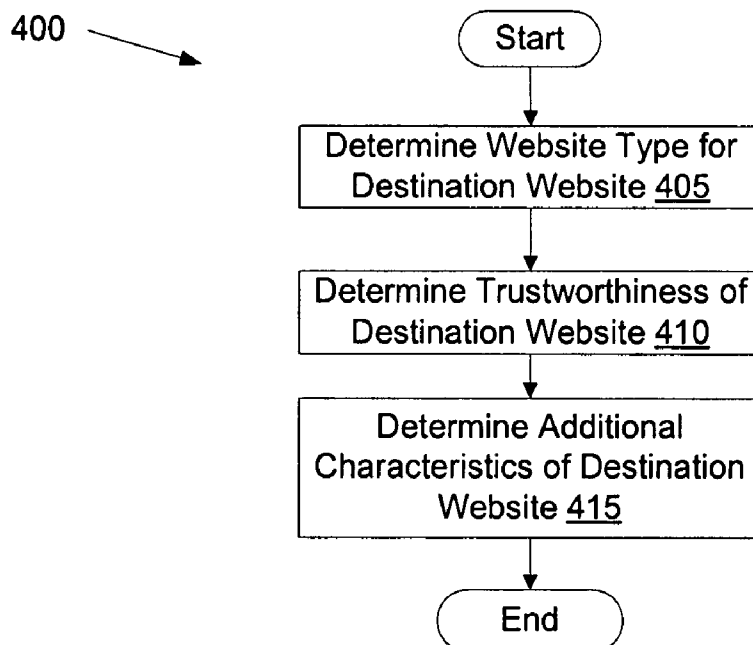 400
Start
Determine Website Type for
Destination Website 405
Determine Trustworthiness of
Destination Website 410
Determine Additional
Characteristics of Destination
Website 415
End